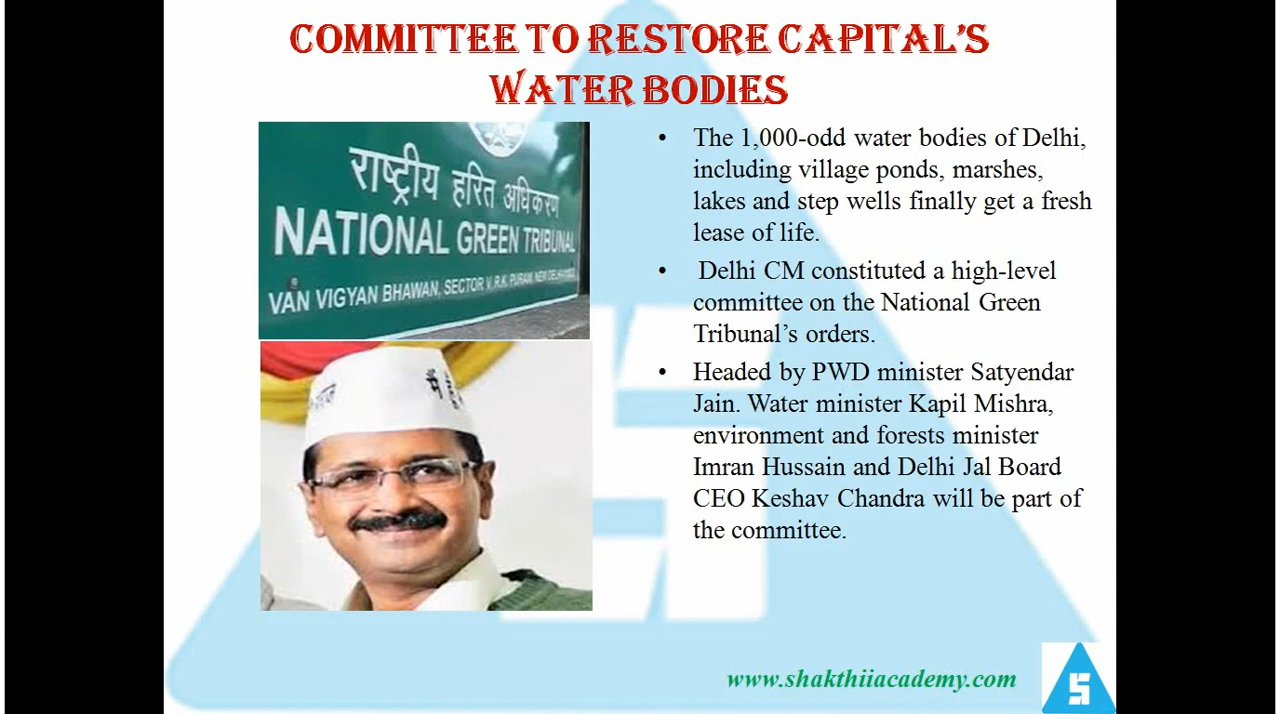 COMMITTEE TO RESTORE CAPITAL'S
WATER BODIES
राष्ट्रीय हरित अधिकरण
NATIONAL GREEN TRIBUNAL
VAN VIGYAN BHAWAN, SECTOR V, R.K. PURAM, NEW DELHI
• The 1,000-odd water bodies of Delhi,
including village ponds, marshes,
lakes and step wells finally get a fresh
lease of life.
• Delhi CM constituted a high-level
committee on the National Green
Tribunal's orders.
• Headed by PWD minister Satyendar
Jain. Water minister Kapil Mishra,
environment and forests minister
Imran Hussain and Delhi Jal Board
CEO Keshav Chandra will be part of
the committee.
www.shakthiiacademy.com
S